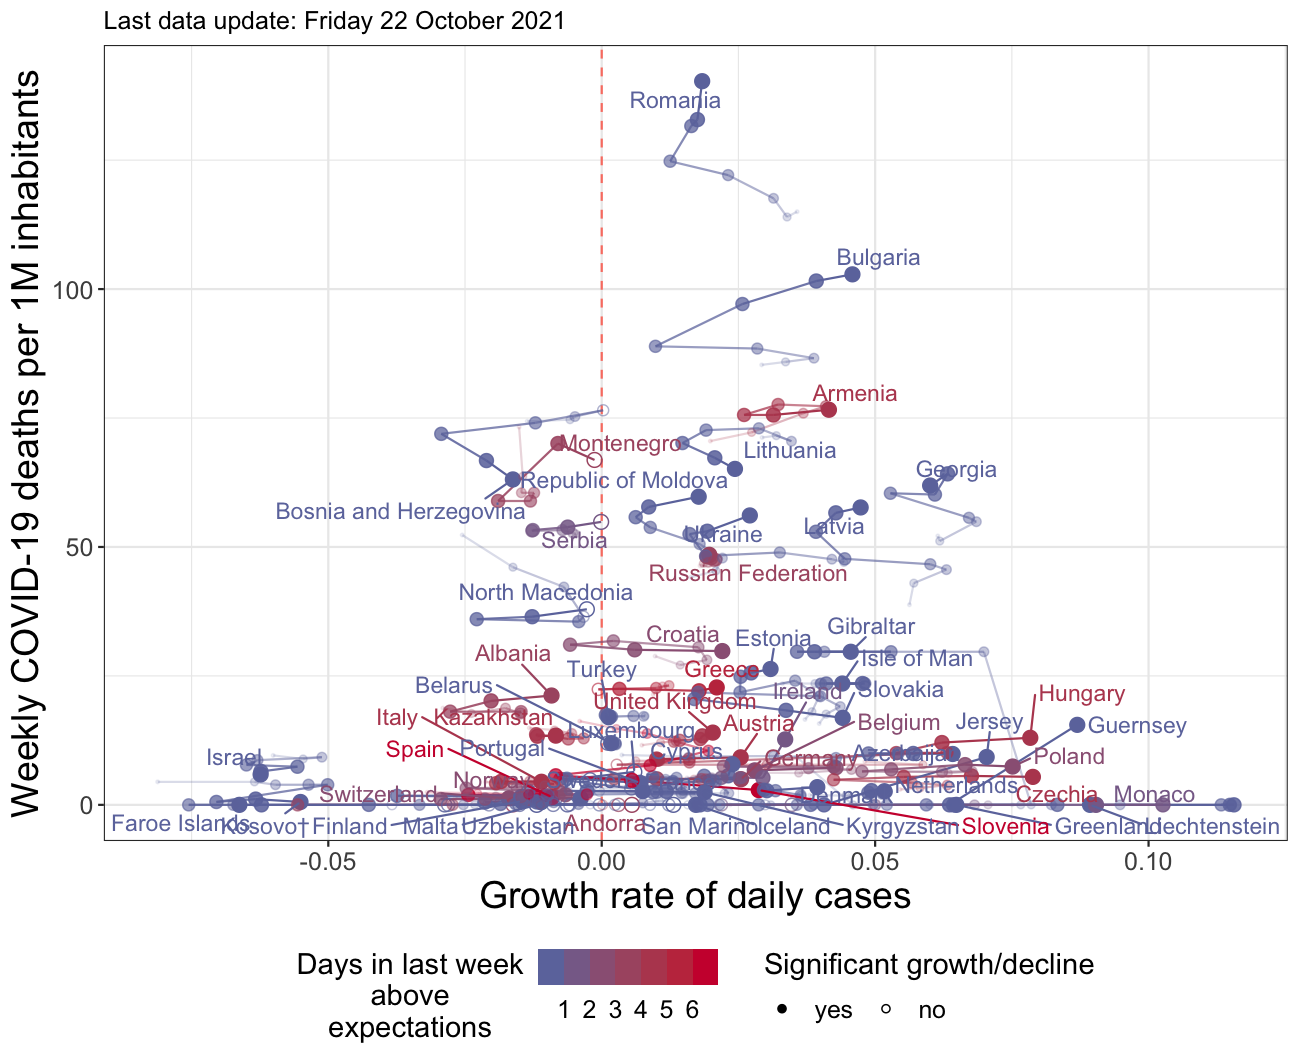 Last data update: Friday 22 October 2021
Weekly COVID-19 deaths per 1M inhabitants
Romania
Bulgaria
100
Armenia
Montenegro
Lithuania
Republic of Moldova
Georgia
Bosnia and Herzegovina
Ukraine
Latvia
Serbia
50
Russian Federation
North Macedonia
Croatia
Estonia
Gibraltar
Albania
Isle of Man
Turkey
Greece
Belarus
Ireland
Slovakia
Hungary
United Kingdom
Italy
Kazakhstan
Austria
Belgium
Jersey
Guernsey
Luxembourg
Spain
Portugal
Cyprus
Azerbaijan
Israel
Germany
Poland
Norway
Netherlands
Switzerland
Denmark
Czechia
Monaco
0
Faroe Islands
Kosovo†
Finland
Malta
Uzbekistan
Andorra
San Marino
Iceland
Kyrgyzstan
Slovenia
Greenland
Liechtenstein
-0.05 0.00 0.05 0.10
Growth rate of daily cases
Days in last week
above
expectations
1 2 3 4 5 6
Significant growth/decline
yes no